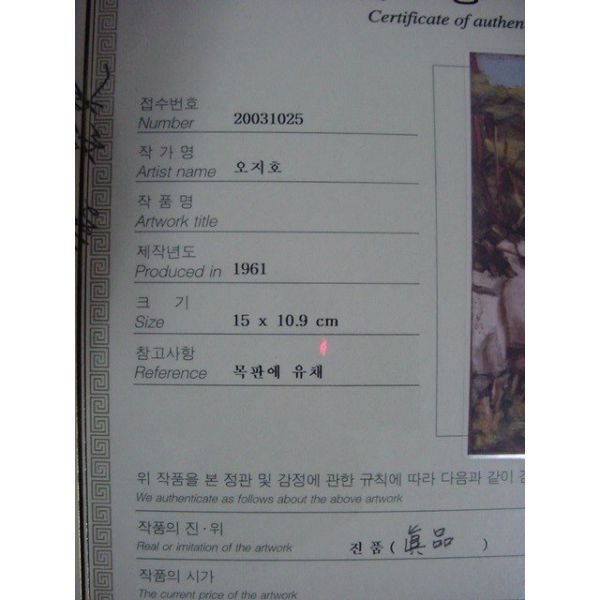 Certificate of authen
접수번호
Number 20031025
작 가 명
Artist name 오지호
작 품 명
Artwork title
제작년도
Produced in 1961
크 기
Size 15 x 10.9 cm
참고사항
Reference 목판에 유채
위 작품을 본 정관 및 감정에 관한 규칙에 따라 다음과 같이
We authenticate as follows about the above artwork
작품의 진 · 위
Real or imitation of the artwork 진품 ( 眞品 )
작품의 시가
The current price of the artwork